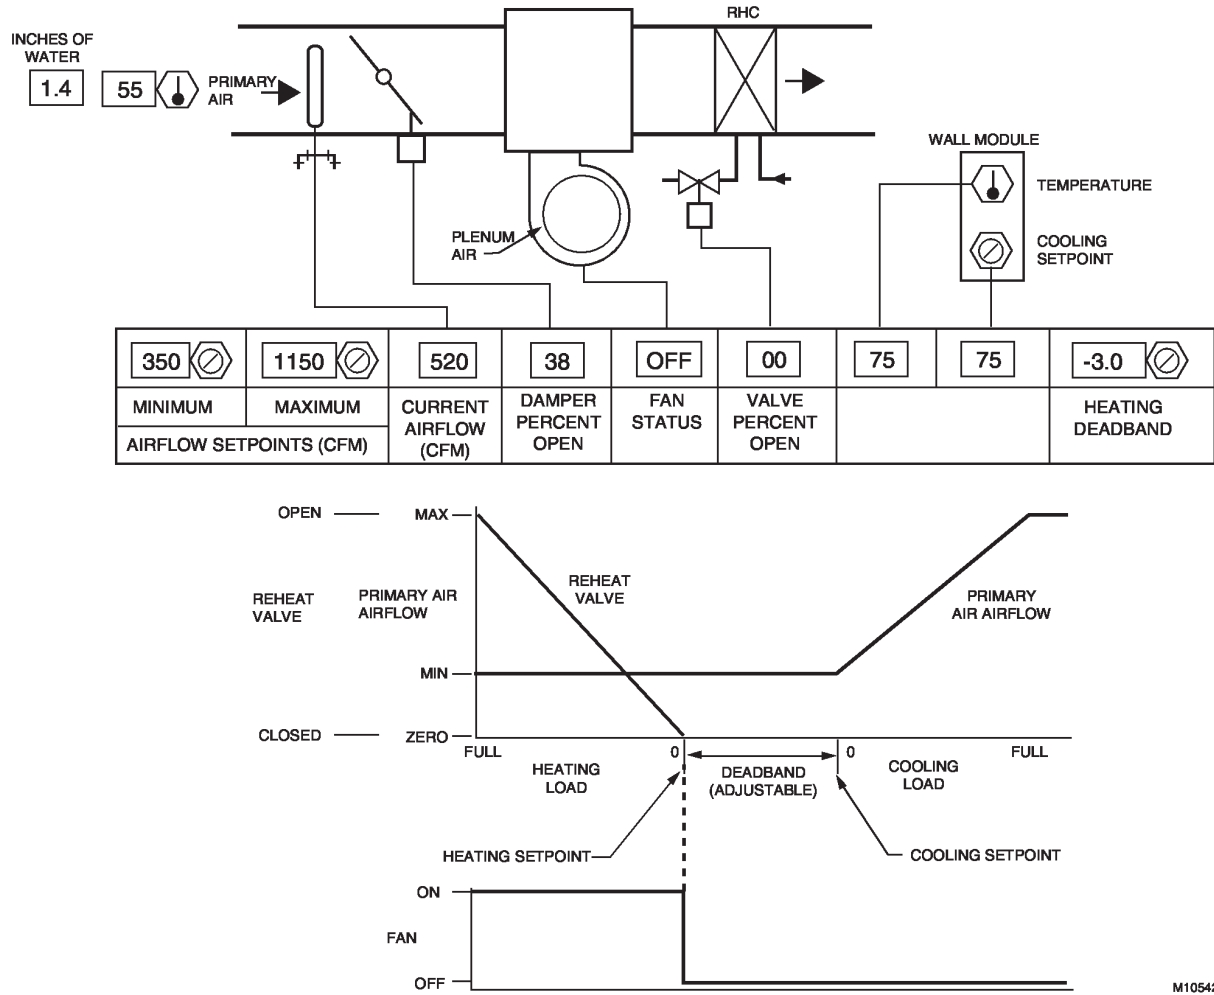 RHC
INCHES OF
WATER
1.4
55
PRIMARY
AIR
WALL MODULE
TEMPERATURE
COOLING
SETPOINT
PLENUM
AIR
350
1150
520
38
OFF
00
75
75
-3.0
MINIMUM
MAXIMUM
AIRFLOW SETPOINTS (CFM)
CURRENT
AIRFLOW
(CFM)
DAMPER
PERCENT
OPEN
FAN
STATUS
VALVE
PERCENT
OPEN
HEATING
DEADBAND
OPEN
MAX
REHEAT
VALVE
PRIMARY AIR
AIRFLOW
REHEAT
VALVE
PRIMARY
AIR AIRFLOW
MIN
CLOSED
ZERO
FULL
0
0
FULL
HEATING
LOAD
DEADBAND
(ADJUSTABLE)
COOLING
LOAD
HEATING SETPOINT
COOLING SETPOINT
ON
FAN
OFF
M10542